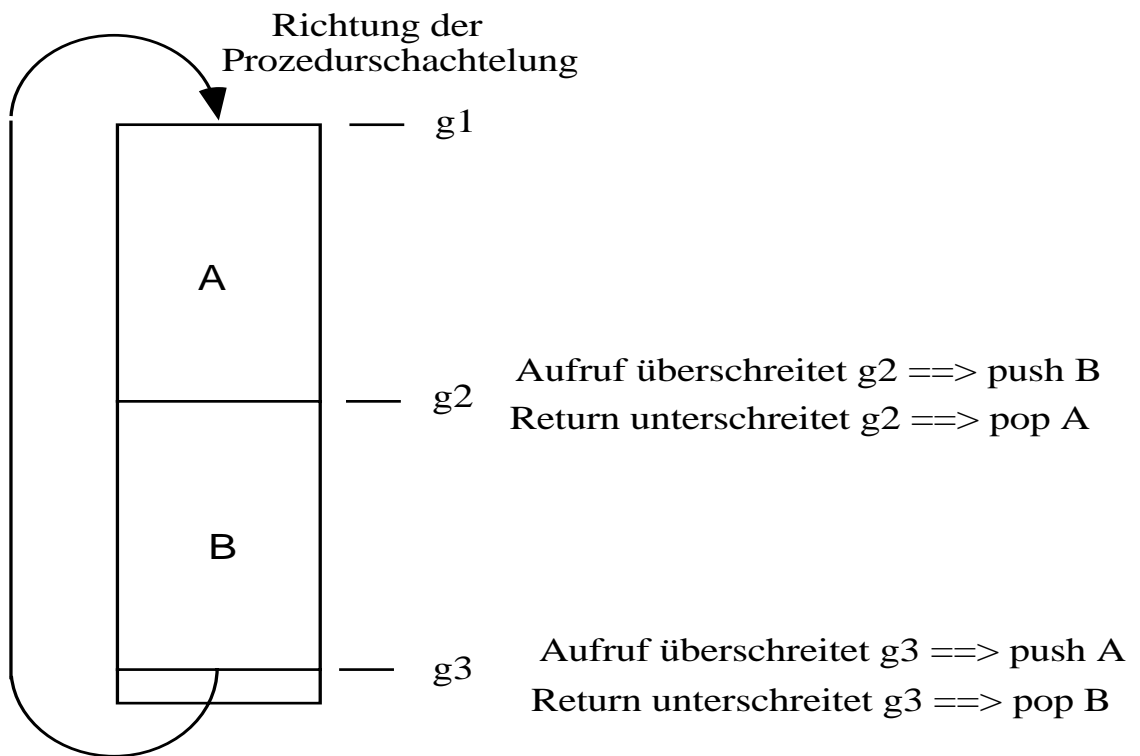 Richtung der
Prozedurschachtelung
g1
A
g2
Aufruf überschreitet g2 ==> push B
Return unterschreitet g2 ==> pop A
B
g3
Aufruf überschreitet g3 ==> push A
Return unterschreitet g3 ==> pop B